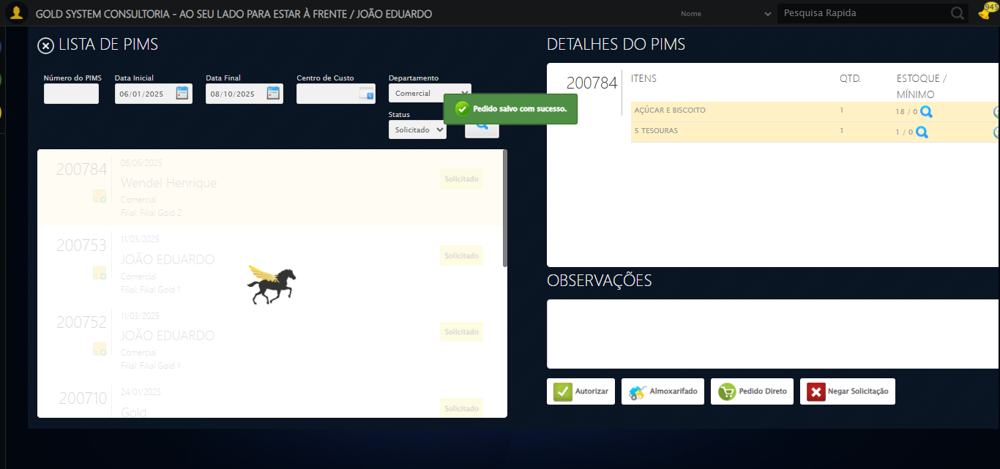 GOLD SYSTEM CONSULTORIA - AO SEU LADO PARA ESTAR À FRENTE / JOÃO EDUARDO
Nome
Pesquisa Rapida
945
LISTA DE PIMS
Número do PIMS
Data Inicial
Data Final
Centro de Custo
Departamento
06/01/2025
08/10/2025
Comercial
Status
Solicitado
Pedido salvo com sucesso.
200784
06/05/2025
Wendel Henrique
Comercial
Filial: Filial Gold 2
Solicitado
200753
11/03/2025
JOÃO EDUARDO
Comercial
Filial: Filial Gold 1
Solicitado
200752
11/03/2025
JOÃO EDUARDO
Comercial
Filial: Filial Gold 1
Solicitado
200710
24/01/2025
Gold
Solicitado
DETALHES DO PIMS
200784
ITENS
QTD.
ESTOQUE /
MÍNIMO
AÇÚCAR E BISCOITO
1
18 / 0
5 TESOURAS
1
1 / 0
OBSERVAÇÕES
Autorizar
Almoxarifado
Pedido Direto
Negar Solicitação